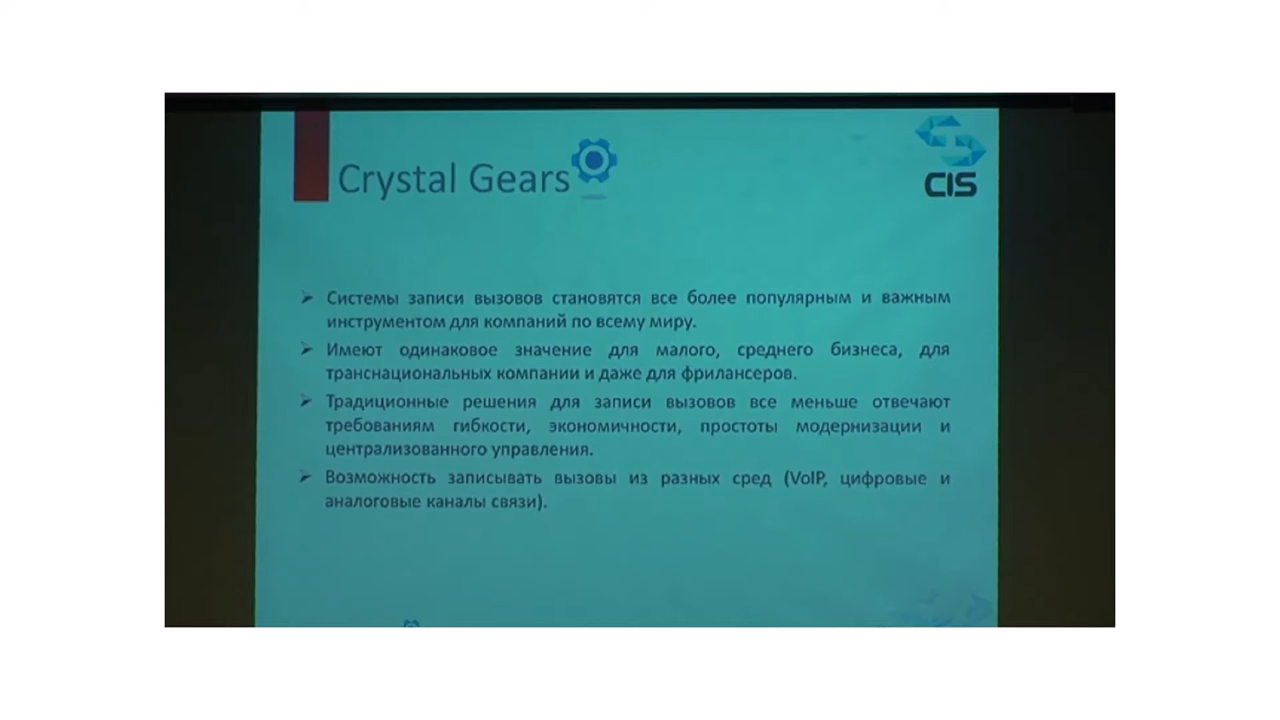 Crystal Gears
CIS
➢ Системы записи вызовов становятся все более популярным и важным
инструментом для компаний по всему миру.
➢ Имеют одинаковое значение для малого, среднего бизнеса, для
транснациональных компании и даже для фрилансеров.
➢ Традиционные решения для записи вызовов все меньше отвечают
требованиям гибкости, экономичности, простоты модернизации и
централизованного управления.
➢ Возможность записывать вызовы из разных сред (VoIP, цифровые и
аналоговые каналы связи).